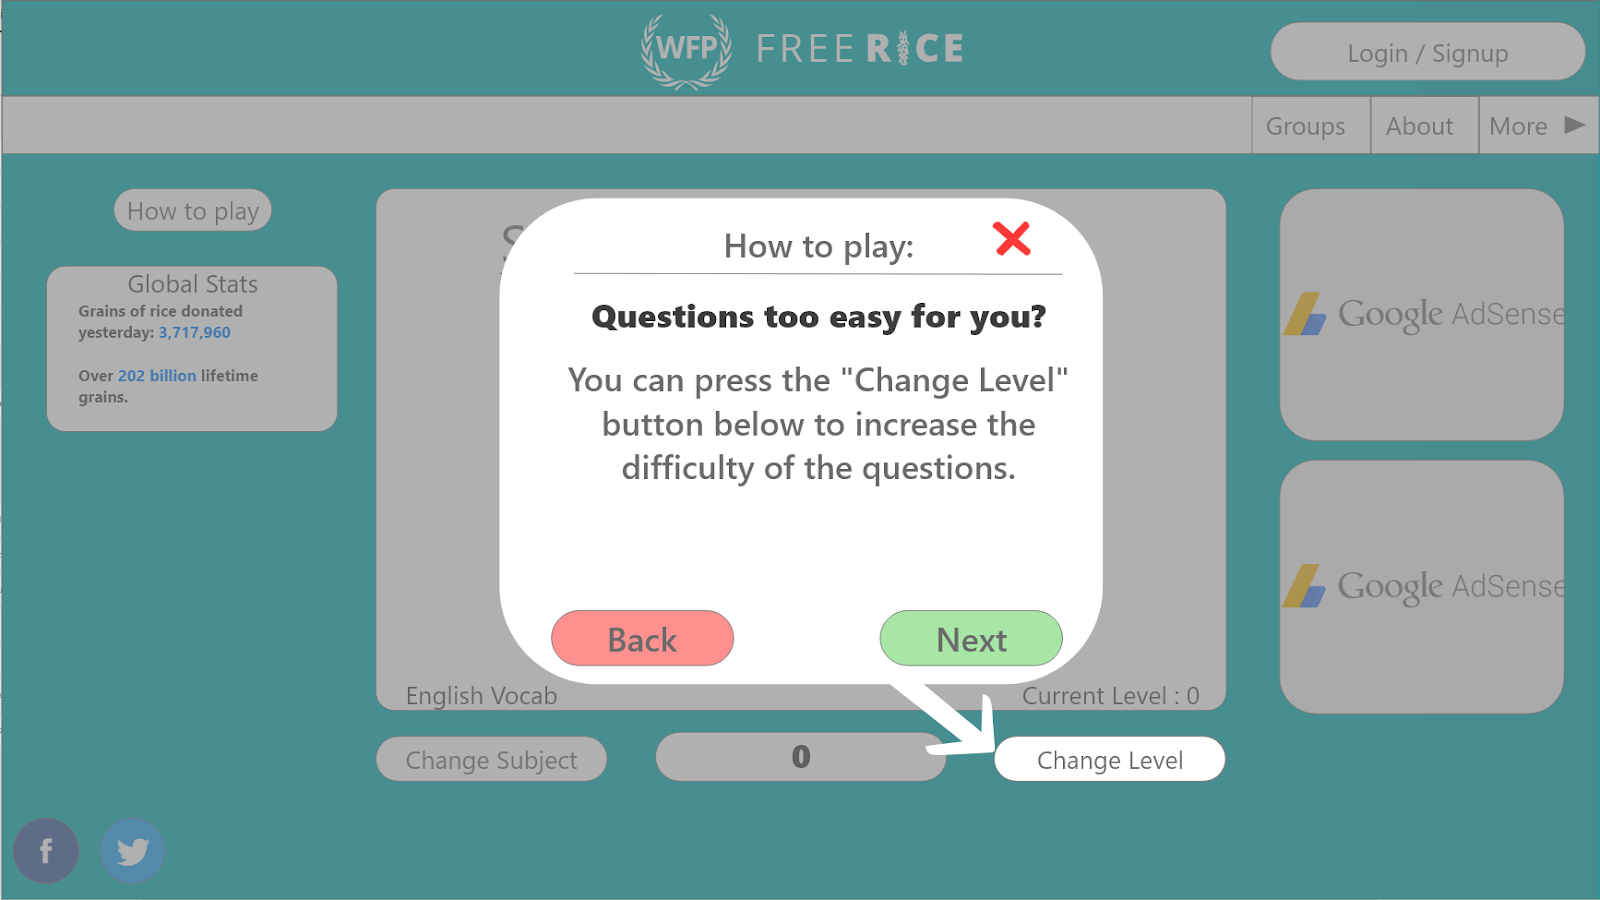 WFP FREE RICE
Login / Signup
Groups
About
More
How to play
Global Stats
Grains of rice donated
yesterday: 3,717,960
Over 202 billion lifetime
grains.
S
How to play:
Questions too easy for you?
You can press the "Change Level"
button below to increase the
difficulty of the questions.
Back
Next
English Vocab
Current Level : 0
Change Subject
0
Change Level
Google AdSense
Google AdSense
f